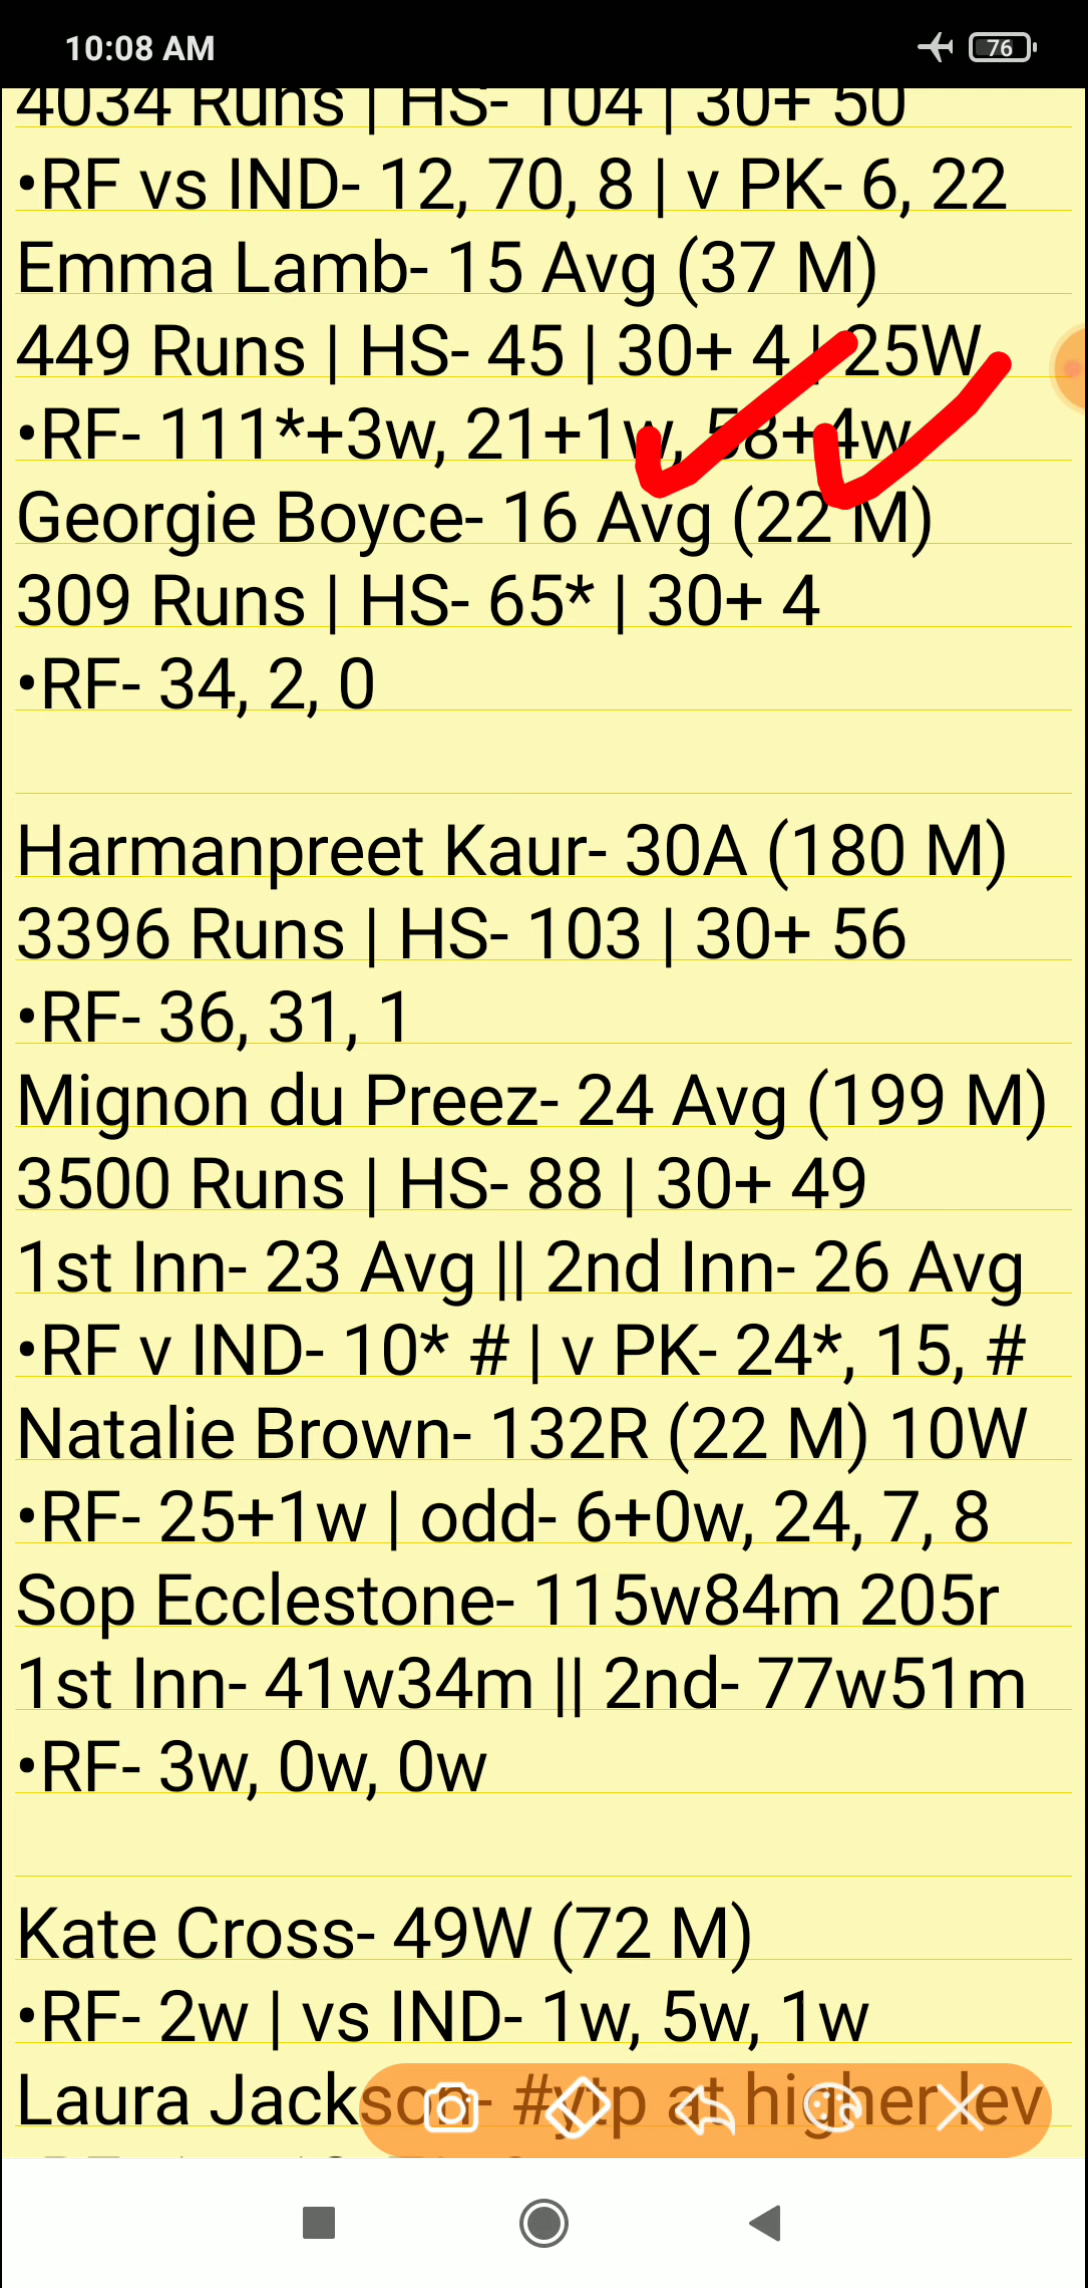 10:08 AM
76
4034 Runs | HS- 104 | 30+ 50
•RF vs IND- 12, 70, 8 | v PK- 6, 22
Emma Lamb- 15 Avg (37 M)
449 Runs | HS- 45 | 30+ 4 | 25W
•RF- 111*+3w, 21+1w, 58+4w
Georgie Boyce- 16 Avg (22 M)
309 Runs | HS- 65* | 30+ 4
•RF- 34, 2, 0
Harmanpreet Kaur- 30A (180 M)
3396 Runs | HS- 103 | 30+ 56
•RF- 36, 31, 1
Mignon du Preez- 24 Avg (199 M)
3500 Runs | HS- 88 | 30+ 49
1st Inn- 23 Avg || 2nd Inn- 26 Avg
•RF v IND- 10* # | v PK- 24*, 15, #
Natalie Brown- 132R (22 M) 10W
•RF- 25+1w | odd- 6+0w, 24, 7, 8
Sop Ecclestone- 115w84m 205r
1st Inn- 41w34m || 2nd- 77w51m
•RF- 3w, 0w, 0w
Kate Cross- 49W (72 M)
•RF- 2w | vs IND- 1w, 5w, 1w
Laura Jackson- #ytp at higher lev